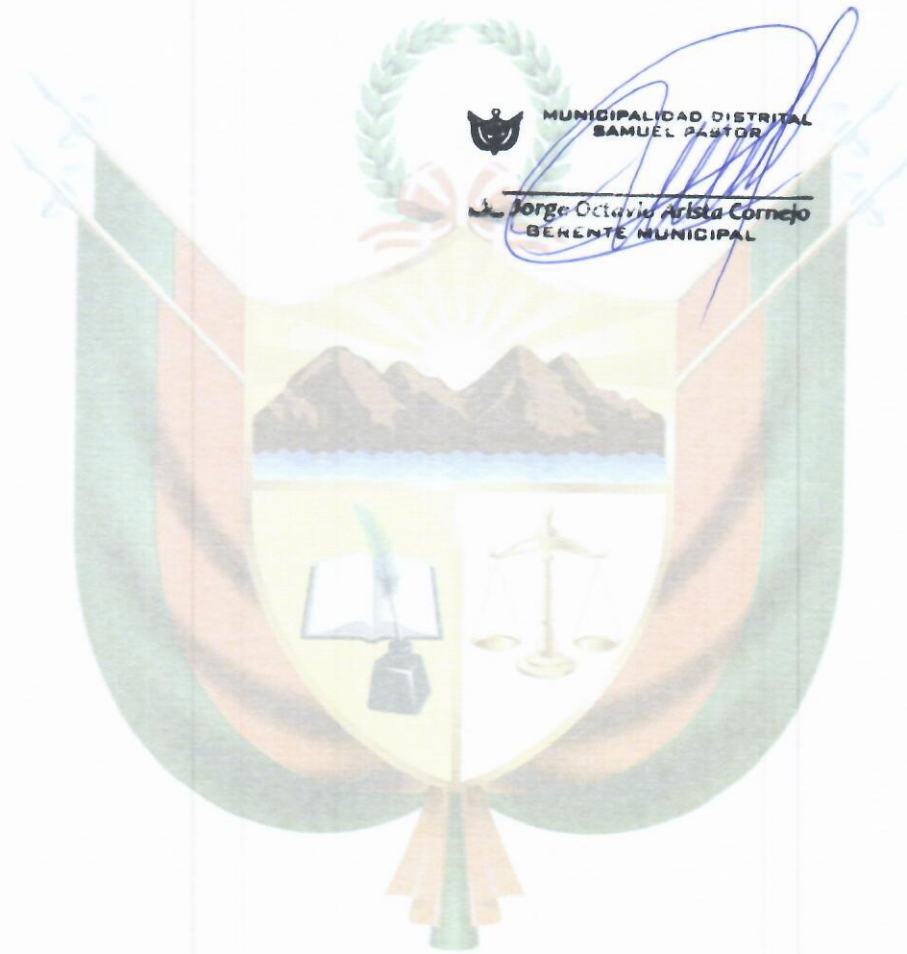 MUNICIPALIDAD DISTRITAL
SAMUEL PASTOR
Jorge Octavio Arista Cornejo
GERENTE MUNICIPAL